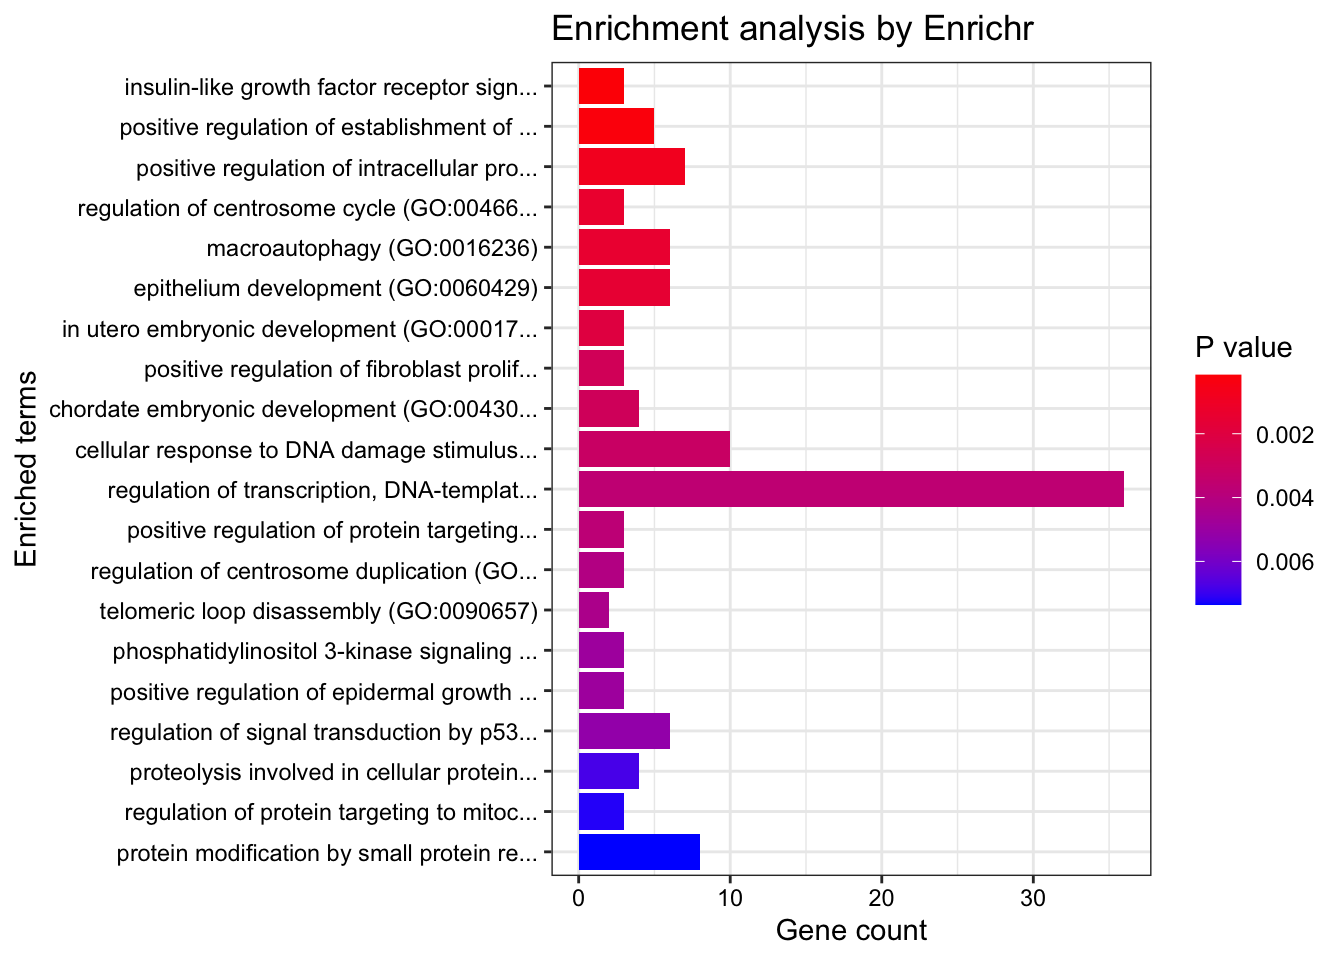 Enrichment analysis by Enrichr
insulin-like growth factor receptor sign...
positive regulation of establishment of ...
positive regulation of intracellular pro...
regulation of centrosome cycle (GO:00466...
macroautophagy (GO:0016236)
epithelium development (GO:0060429)
in utero embryonic development (GO:00017...
positive regulation of fibroblast prolif...
chordate embryonic development (GO:00430...
cellular response to DNA damage stimulus...
regulation of transcription, DNA-templat...
positive regulation of protein targeting...
regulation of centrosome duplication (GO...
telomeric loop disassembly (GO:0090657)
phosphatidylinositol 3-kinase signaling ...
positive regulation of epidermal growth ...
regulation of signal transduction by p53...
proteolysis involved in cellular protein...
regulation of protein targeting to mitoc...
protein modification by small protein re...
Enriched terms
0 10 20 30
Gene count
P value
0.002
0.004
0.006